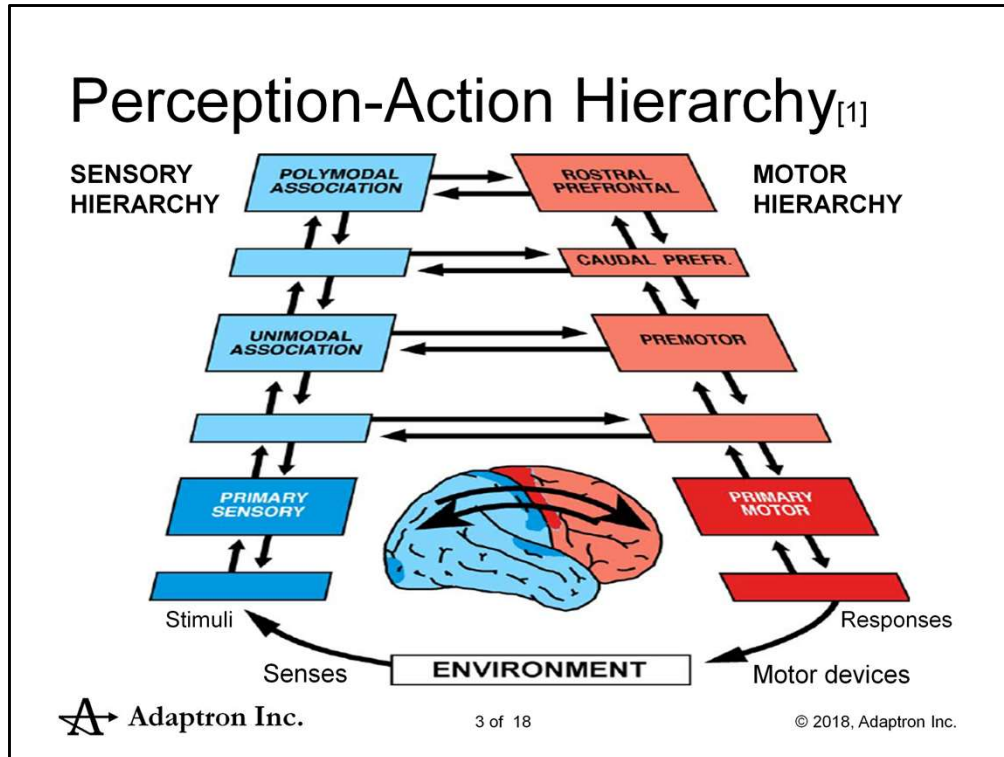 Perception-Action Hierarchy[1]
SENSORY
HIERARCHY
POLYMODAL
ASSOCIATION
ROSTRAL
PREFRONTAL
MOTOR
HIERARCHY
CAUDAL PREFR.
UNIMODAL
ASSOCIATION
PREMOTOR
PRIMARY
SENSORY
PRIMARY
MOTOR
Stimuli
Responses
Senses
ENVIRONMENT
Motor devices
Adaptron Inc.
3 of 18
© 2018, Adaptron Inc.